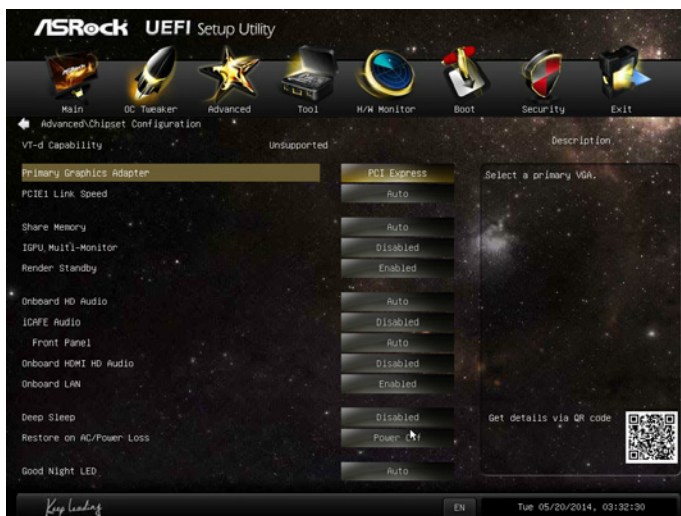 ASRock UEFI Setup Utility
Main OC Tweaker Advanced Tool H/W Monitor Boot Security Exit
Advanced\Chipset Configuration
VT-d Capability Unsupported
Description
Primary Graphics Adapter PCI Express
Select a primary VGA.
PCIE1 Link Speed Auto
Share Memory Auto
IGPU Multi-Monitor Disabled
Render Standby Enabled
Onboard HD Audio Auto
iCAFE Audio Disabled
Front Panel Auto
Onboard HDMI HD Audio Disabled
Onboard LAN Enabled
Deep Sleep Disabled
Get details via QR code
Restore on AC/Power Loss Power Off
Good Night LED Auto
Keep Leading
EN Tue 05/20/2014, 03:32:30